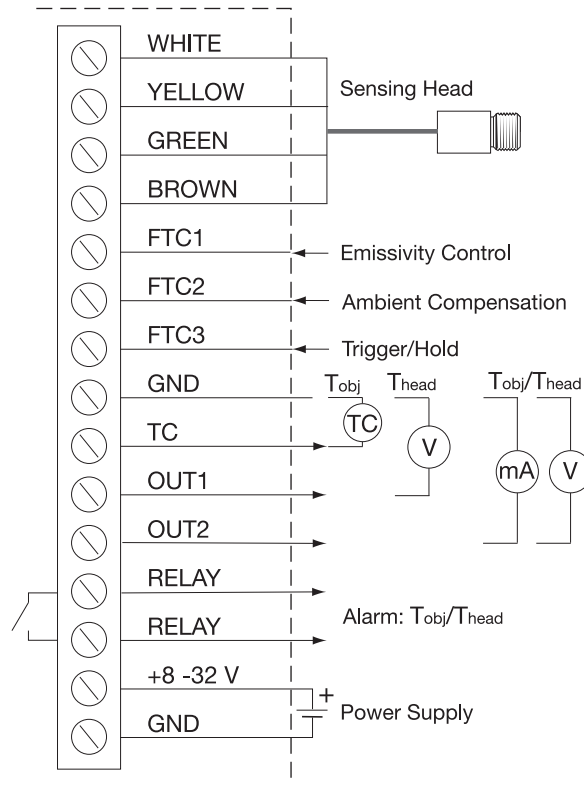 WHITE
YELLOW
Sensing Head
GREEN
BROWN
FTC1
Emissivity Control
FTC2
Ambient Compensation
FTC3
Trigger/Hold
GND
Tobj Thead Tobj/Thead
TC
TC
V
mA
V
OUT1
OUT2
RELAY
Alarm: Tobj/Thead
RELAY
+8 -32 V
+
Power Supply
GND